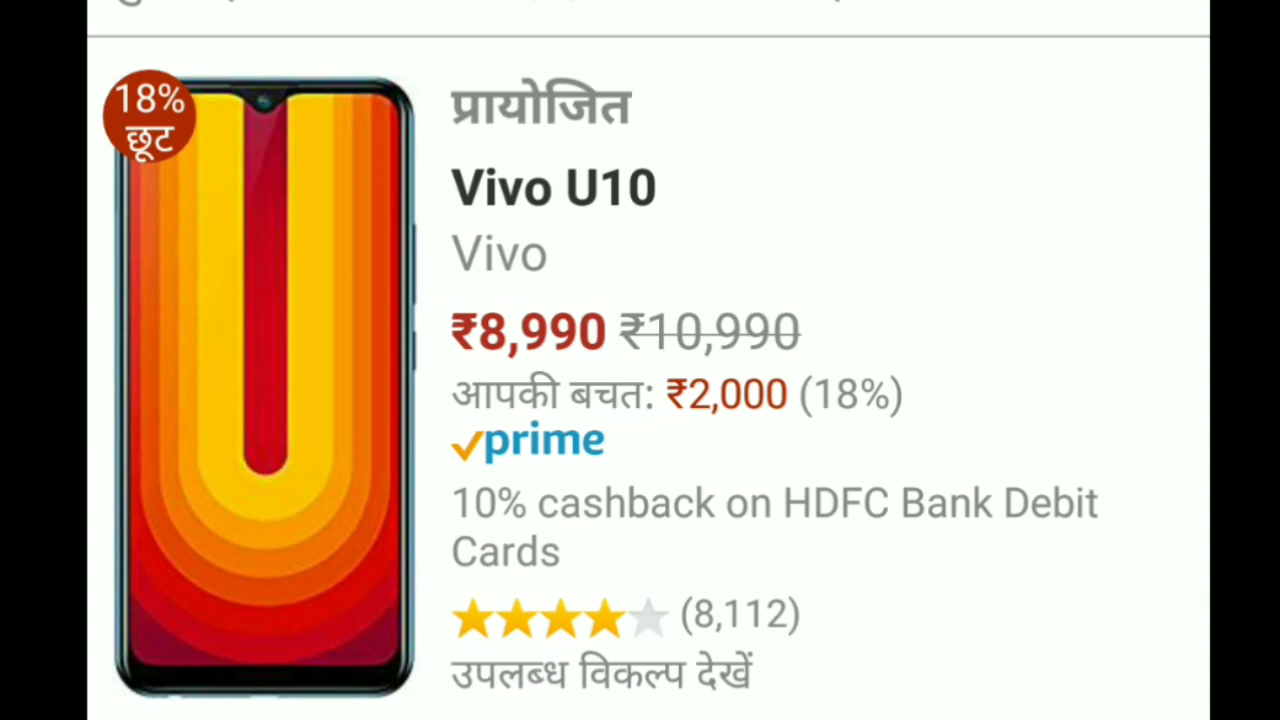 18%
छूट
प्रायोजित
Vivo U10
Vivo
₹8,990 ₹10,990
आपकी बचत: ₹2,000 (18%)
prime
10% cashback on HDFC Bank Debit
Cards
(8,112)
उपलब्ध विकल्प देखें